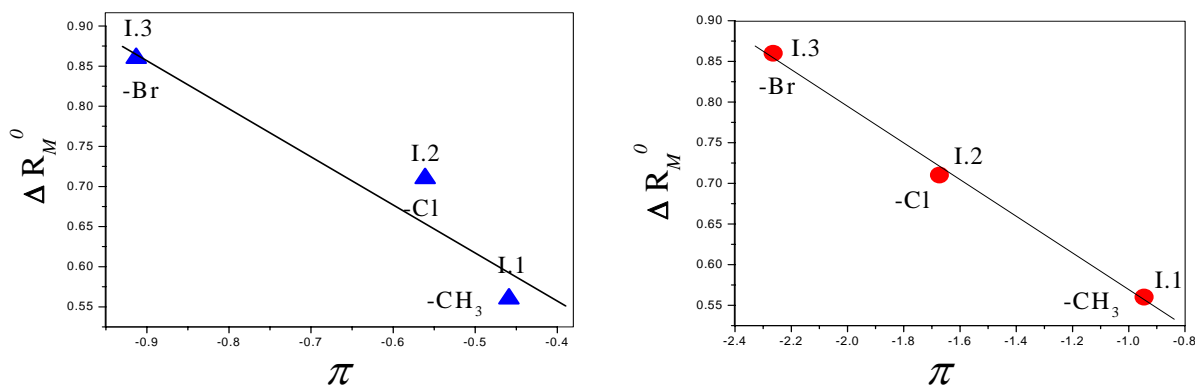 0.90
0.85
0.80
0.75
0.70
0.65
0.60
0.55
Δ R_M^0
I.3
-Br
I.2
-Cl
I.1
-CH₃
-0.9 -0.8 -0.7 -0.6 -0.5 -0.4
π
0.90
0.85
0.80
0.75
0.70
0.65
0.60
0.55
Δ R_M^0
I.3
-Br
I.2
-Cl
I.1
-CH₃
-2.4 -2.2 -2.0 -1.8 -1.6 -1.4 -1.2 -1.0 -0.8
π